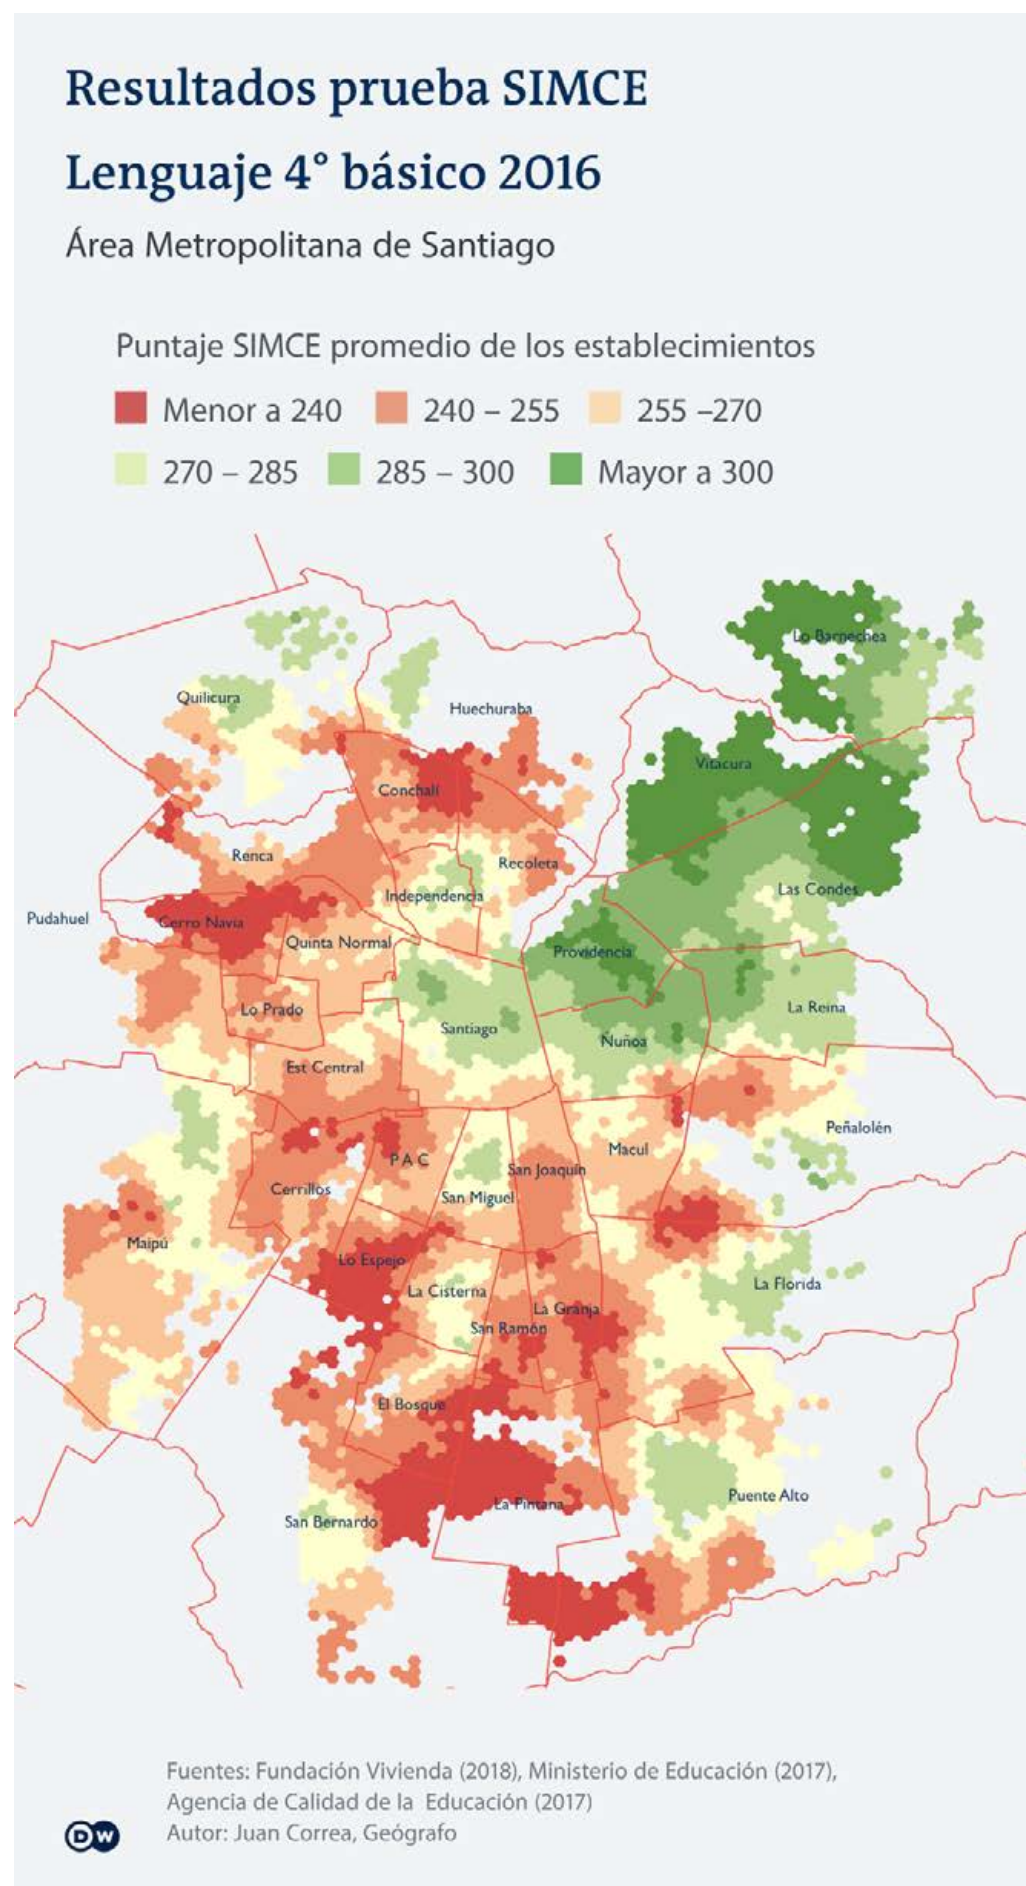 Resultados prueba SIMCE
Lenguaje 4° básico 2016
Área Metropolitana de Santiago
Puntaje SIMCE promedio de los establecimientos
Menor a 240 240 – 255 255 –270
270 – 285 285 – 300 Mayor a 300
Lo Barnechea
Quilicura
Huechuraba
Vitacura
Conchalí
Renca
Recoleta
Independencia
Las Condes
Pudahuel
Cerro Navia
Quinta Normal
Providencia
Lo Prado
La Reina
Santiago
Ñuñoa
Est Central
Peñalolén
Macul
P A C
San Joaquín
Cerrillos
San Miguel
Maipú
Lo Espejo
La Florida
La Cisterna
La Granja
San Ramón
El Bosque
Puente Alto
La Pintana
San Bernardo
Fuentes: Fundación Vivienda (2018), Ministerio de Educación (2017),
Agencia de Calidad de la Educación (2017)
DW Autor: Juan Correa, Geógrafo